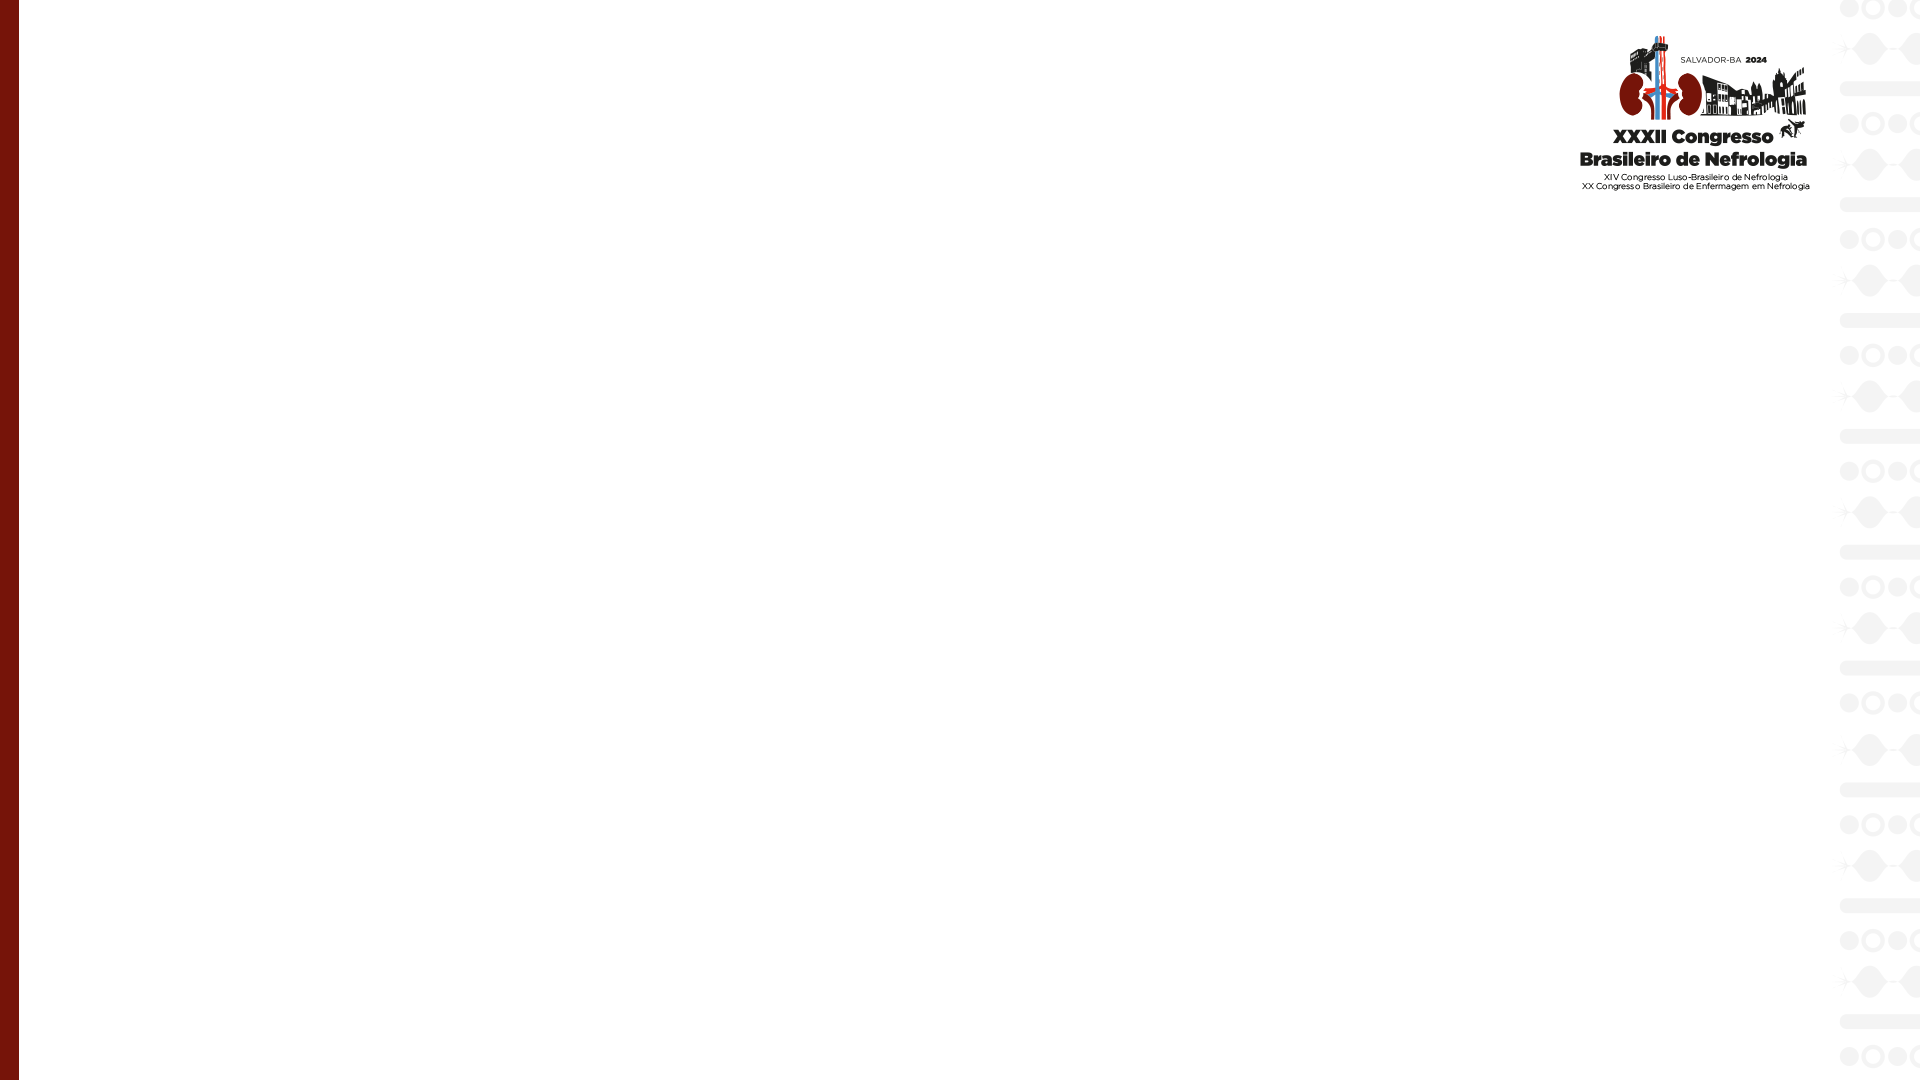 SALVADOR-BA 2024
XXXII Congresso
Brasileiro de Nefrologia
XIV Congresso Luso-Brasileiro de Nefrologia
XX Congresso Brasileiro de Enfermagem em Nefrologia